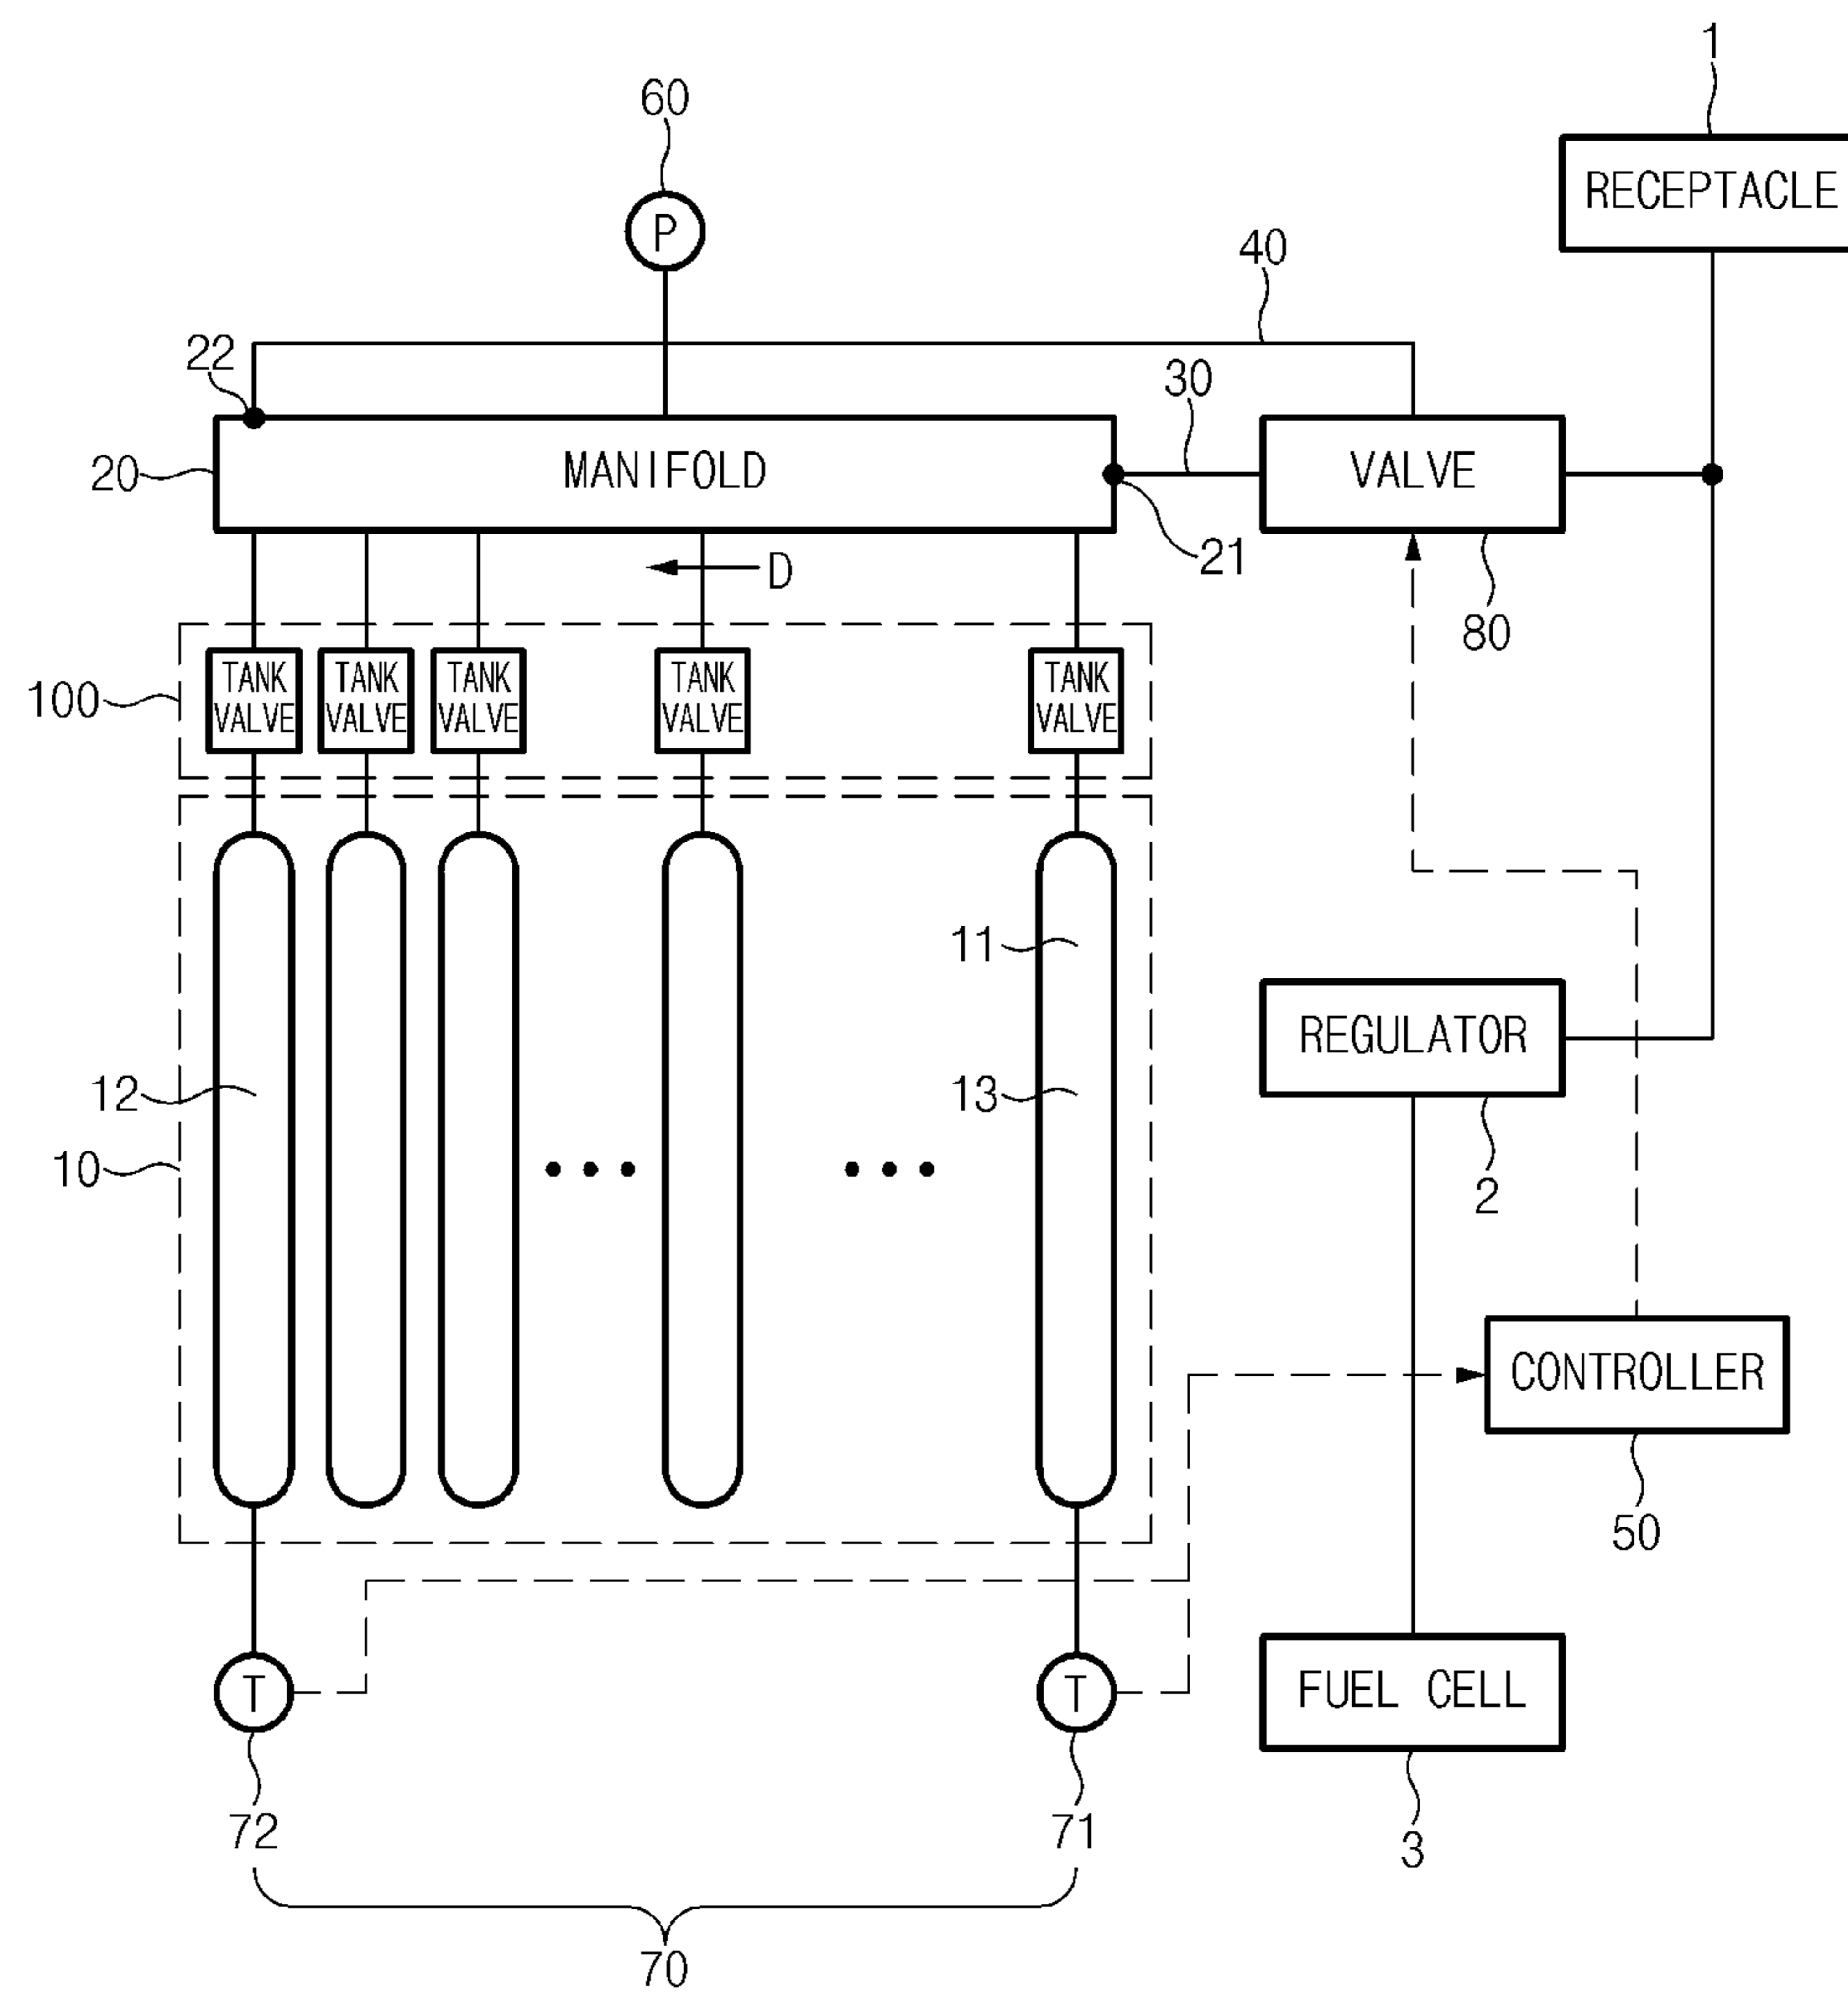 1
60
RECEPTACLE
P
40
22
30
20
MANIFOLD
VALVE
21
D
80
100
TANK
VALVE
TANK
VALVE
TANK
VALVE
TANK
VALVE
TANK
VALVE
11
REGULATOR
12
13
10
2
CONTROLLER
50
T
T
FUEL CELL
72
71
3
70